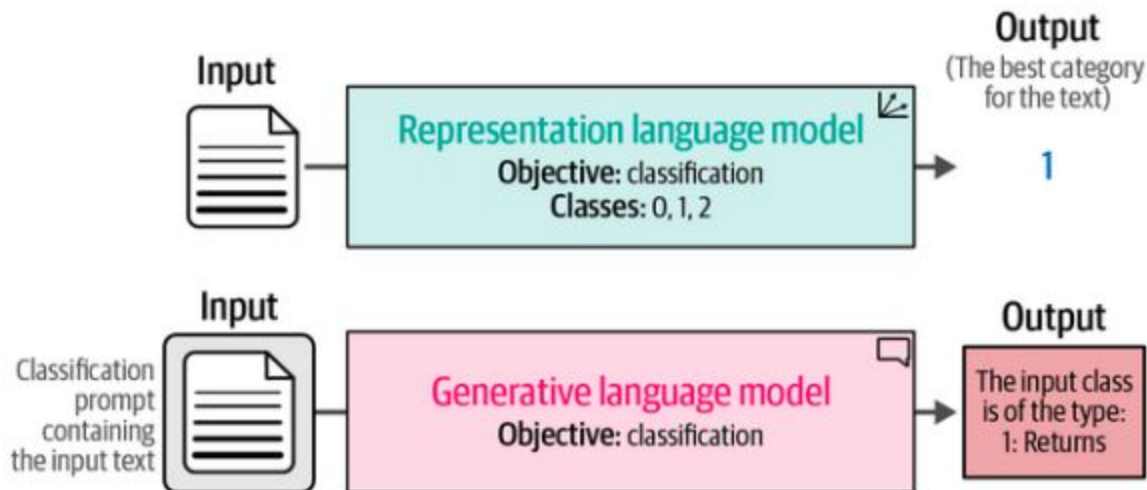 Input
Representation language model
Objective: classification
Classes: 0, 1, 2
Output
(The best category
for the text)
1
Input
Classification
prompt
containing
the input text
Generative language model
Objective: classification
Output
The input class
is of the type:
1: Returns